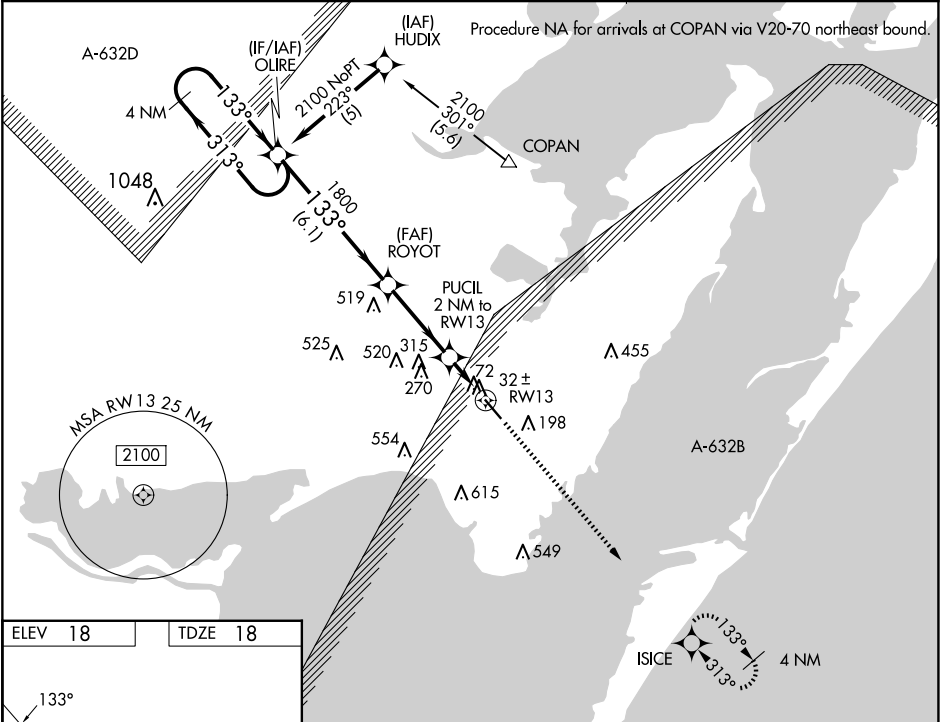 Procedure NA for arrivals at COPAN via V20-70 northeast bound.
(IAF)
HUDIX
A-632D
(IF/IAF)
OLIRE
2100 NoPT
223°
(5)
2100
301°
(5.6)
COPAN
4 NM
133°
313°
1048
1800
133°
(6.1)
(FAF)
ROYOT
519
PUCIL
2 NM to
RW13
525
520
315
270
72
32 ±
RW13
455
198
554
A-632B
615
549
MSA RW 13 25 NM
2100
ELEV 18
TDZE 18
133°
ISICE
133°
313°
4 NM